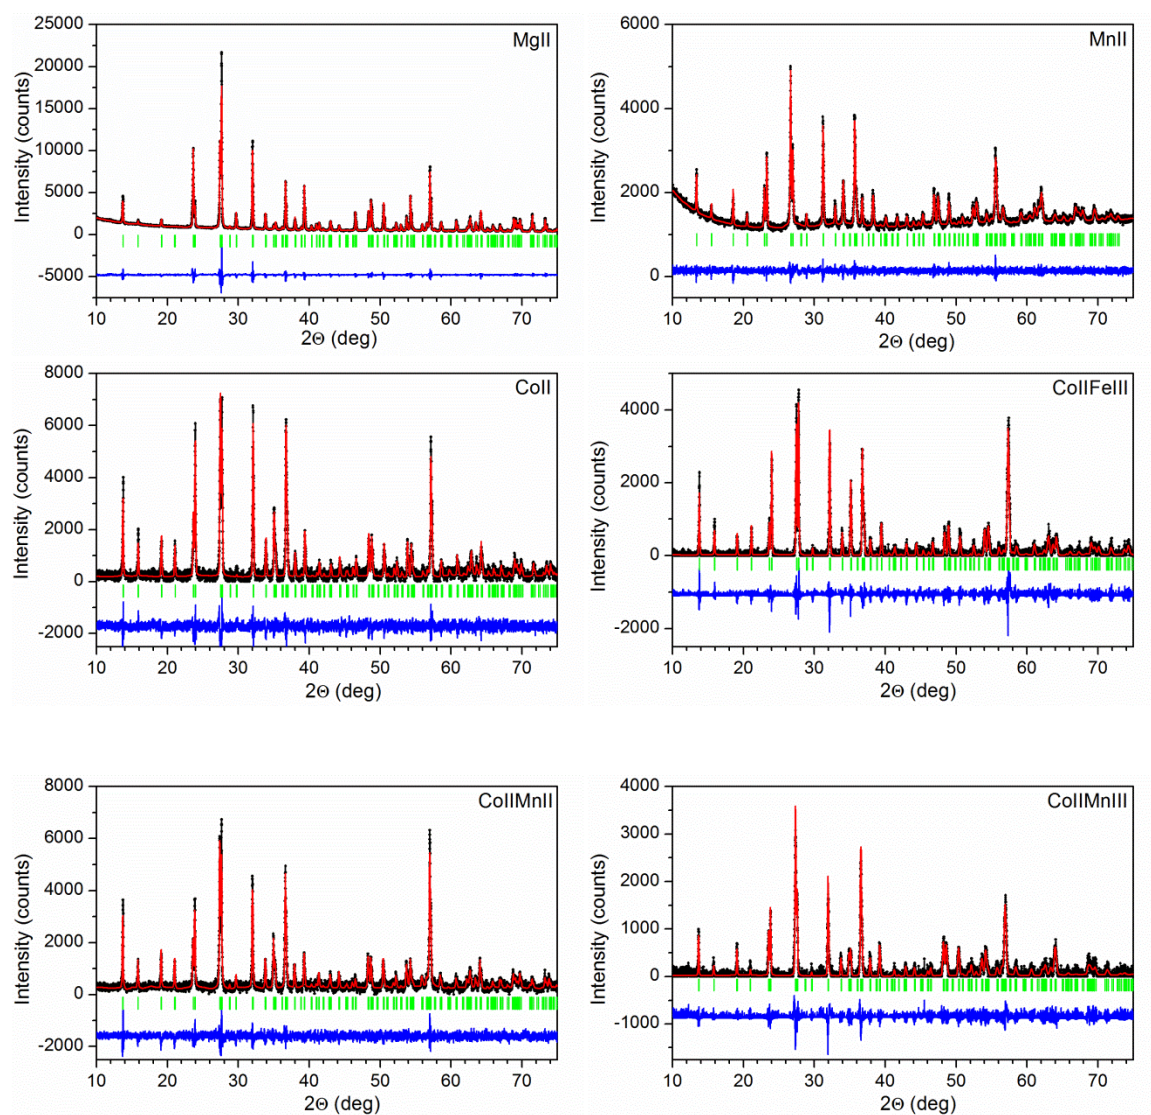 25000
20000
15000
10000
5000
0
-5000
Intensity (counts)
MgII
10 20 30 40 50 60 70
2Θ (deg)
6000
4000
2000
0
Intensity (counts)
MnII
10 20 30 40 50 60 70
2Θ (deg)
8000
6000
4000
2000
0
-2000
Intensity (counts)
CoII
10 20 30 40 50 60 70
2Θ (deg)
4000
2000
0
-2000
Intensity (counts)
CoIIFeIII
10 20 30 40 50 60 70
2Θ (deg)
8000
6000
4000
2000
0
-2000
Intensity (counts)
CoIIMnII
10 20 30 40 50 60 70
2Θ (deg)
4000
3000
2000
1000
0
-1000
Intensity (counts)
CoIIMnIII
10 20 30 40 50 60 70
2Θ (deg)